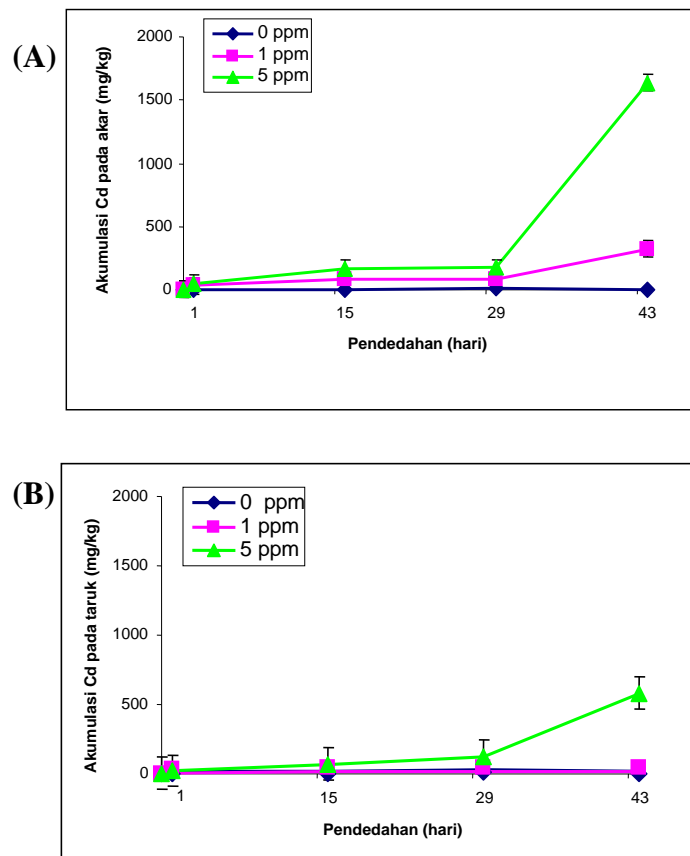 (A)
Akumulasi Cd pada akar (mg/kg)
2000
1500
1000
500
0
0 ppm
1 ppm
5 ppm
1 15 29 43
Pendedahan (hari)
(B)
Akumulasi Cd pada taruk (mg/kg)
2000
1500
1000
500
0
0 ppm
1 ppm
5 ppm
1 15 29 43
Pendedahan (hari)